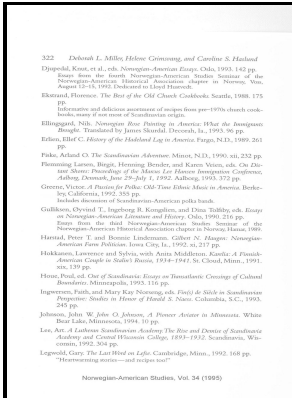 322 Deborah L. Miller, Helene Grimsvang, and Caroline S. Haslund
Djupedal, Knut, et al., eds. Norwegian-American Essays. Oslo, 1993. 142 pp.
Essays from the fourth Norwegian-American Studies Seminar of the
Norwegian-American Historical Association chapter in Norway, Voss,
August 12–15, 1992. Dedicated to Lloyd Hustvedt.
Ekstrand, Florence. The Best of the Old Church Cookbooks. Seattle, 1988. 175
pp.
Informative and delicious assortment of recipes from pre-1970s church cook-
books, many if not most of Scandinavian origin.
Ellingsgard, Nils. Norwegian Rose Painting in America: What the Immigrants
Brought. Translated by James Skurdal. Decorah, Ia., 1993. 96 pp.
Erlien, Ellef C. History of the Hadeland Lag in America. Fargo, N.D., 1989. 261
pp.
Fiske, Arland O. The Scandinavian Adventure. Minot, N.D., 1990. xii, 232 pp.
Flemming Larsen, Birgit, Henning Bender, and Karen Veien, eds. On Dis-
tant Shores: Proceedings of the Marcus Lee Hansen Immigration Conference,
Aalborg, Denmark, June 29–July 1, 1992. Aalborg, 1993. 372 pp.
Greene, Victor. A Passion for Polka: Old-Time Ethnic Music in America. Berke-
ley, California, 1992. 355 pp.
Includes discussion of Scandinavian-American polka bands.
Gulliksen, Øyvind T., Ingeborg R. Kongslien, and Dina Tolfsby, eds. Essays
on Norwegian-American Literature and History. Oslo, 1990. 216 pp.
Essays from the third Norwegian-American Studies Seminar of the
Norwegian-American Historical Association chapter in Norway, Hamar, 1989.
Harstad, Peter T. and Bonnie Lindemann. Gilbert N. Haugen: Norwegian-
American Farm Politician. Iowa City, Ia., 1992. xi, 217 pp.
Hokkanen, Lawrence and Sylvia, with Anita Middleton. Karelia: A Finnish-
American Couple in Stalin's Russia, 1934–1941. St. Cloud, Minn., 1991.
xix, 139 pp.
Houe, Poul, ed. Out of Scandinavia: Essays on Transatlantic Crossings of Cultural
Boundaries. Minneapolis, 1993. 116 pp.
Ingwersen, Faith, and Mary Kay Norseng, eds. Fin(s) de Siècle in Scandinavian
Perspective: Studies in Honor of Harald S. Naess. Columbia, S.C., 1993.
245 pp.
Johnson, John W. John O. Johnson, A Pioneer Aviator in Minnesota. White
Bear Lake, Minnesota, 1994. 10 pp.
Lee, Art. A Lutheran Scandinavian Academy: The Rise and Demise of Scandinavia
Academy and Central Wisconsin College, 1893–1932. Scandinavia, Wis-
consin, 1992. 304 pp.
Legwold, Gary. The Last Word on Lefse. Cambridge, Minn., 1992. 168 pp.
"Heartwarming stories—and recipes too!"
Norwegian-American Studies, Vol. 34 (1995)